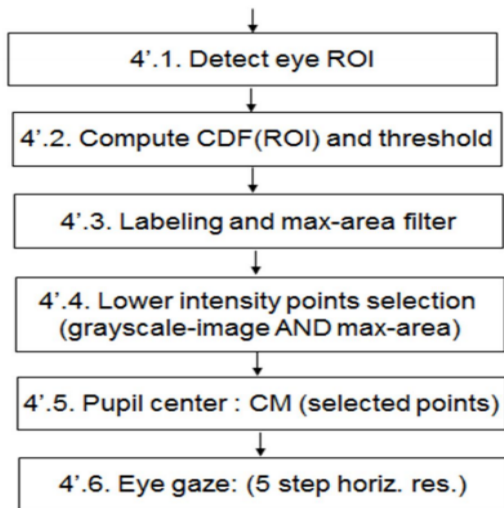 4'.1. Detect eye ROI
4'.2. Compute CDF(ROI) and threshold
4'.3. Labeling and max-area filter
4'.4. Lower intensity points selection
(grayscale-image AND max-area)
4'.5. Pupil center : CM (selected points)
4'.6. Eye gaze: (5 step horiz. res.)